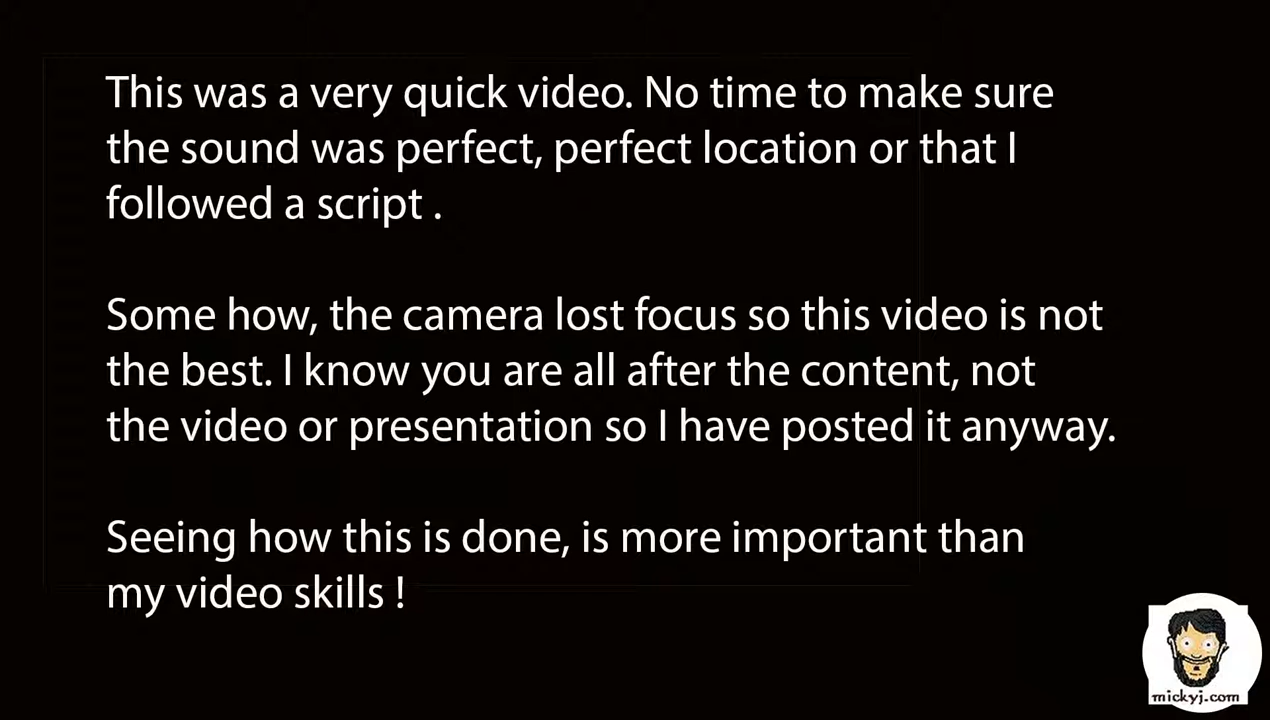 This was a very quick video. No time to make sure
the sound was perfect, perfect location or that I
followed a script .
Some how, the camera lost focus so this video is not
the best. I know you are all after the content, not
the video or presentation so I have posted it anyway.
Seeing how this is done, is more important than
my video skills !
mickyj.com